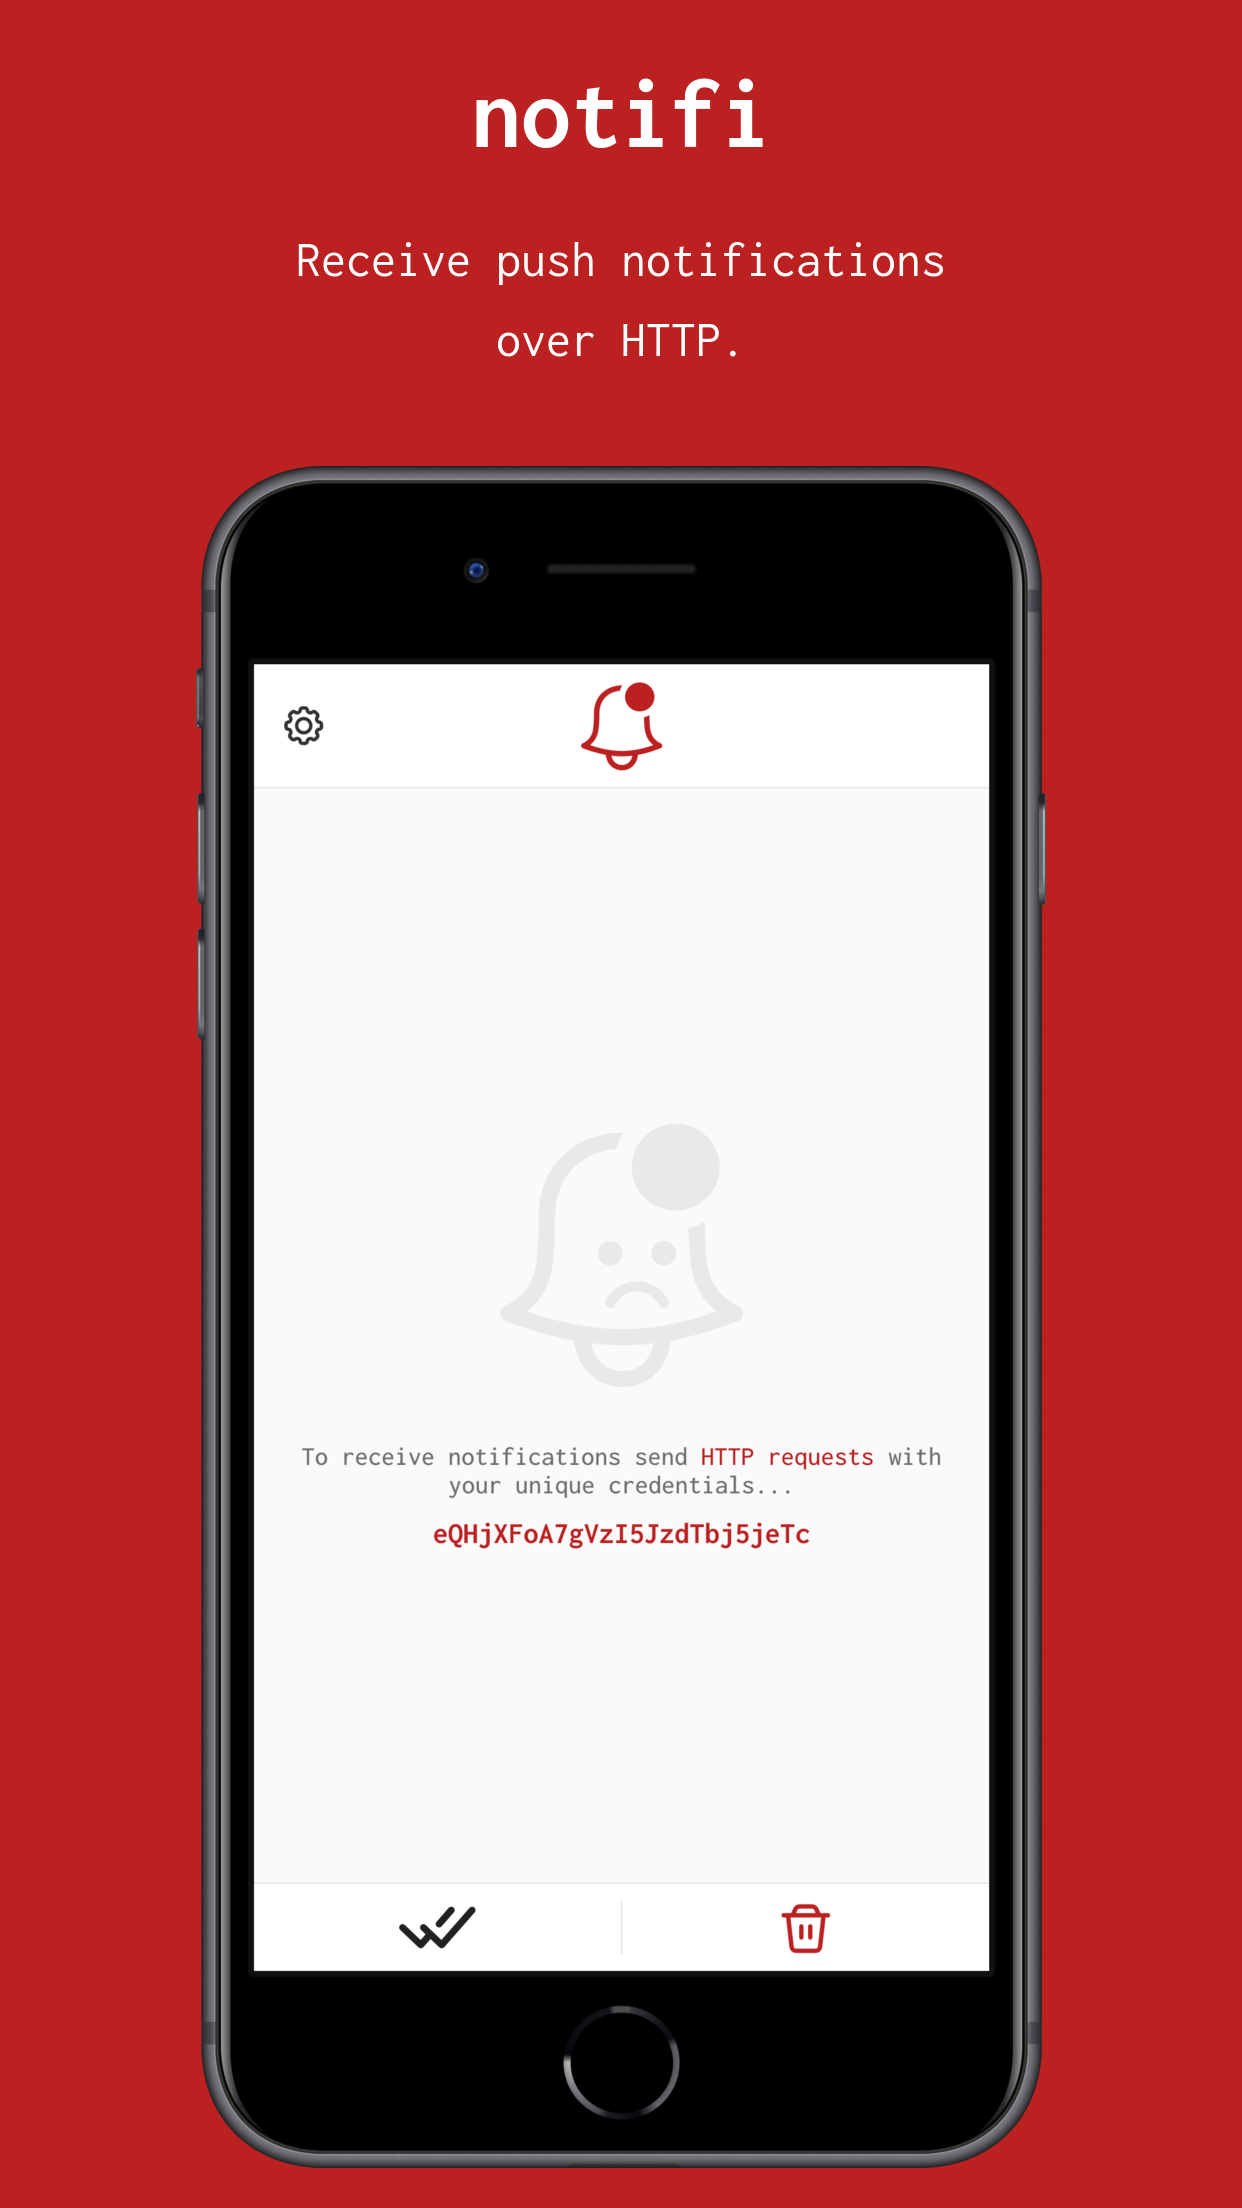 notifi
Receive push notifications
over HTTP.
To receive notifications send HTTP requests with
your unique credentials...
eQHjXFoA7gVzI5JzdTbj5jeTc